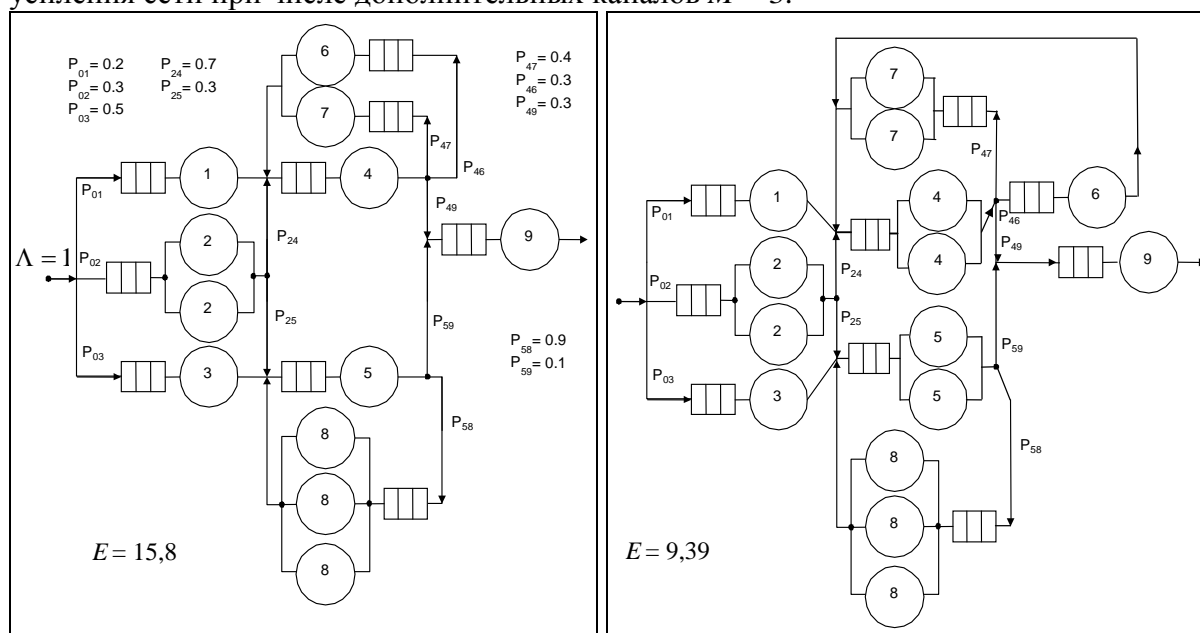 усиления сети при числе дополнительных каналов M = 3.
P01= 0.2 P24= 0.7
P02= 0.3 P25= 0.3
P03= 0.5
6
7
P47= 0.4
P46= 0.3
P49= 0.3
P47
P46
P01
1
4
P49
2
P24
9
Λ = 1
P02
2
P25
P59
P03
3
5
P58= 0.9
P59= 0.1
P58
8
8
8
E = 15,8
7
7
P47
P01
1
4
P46
6
P49
4
P24
9
P02
2
2
P25
5
P59
P03
3
5
P58
8
8
8
E = 9,39